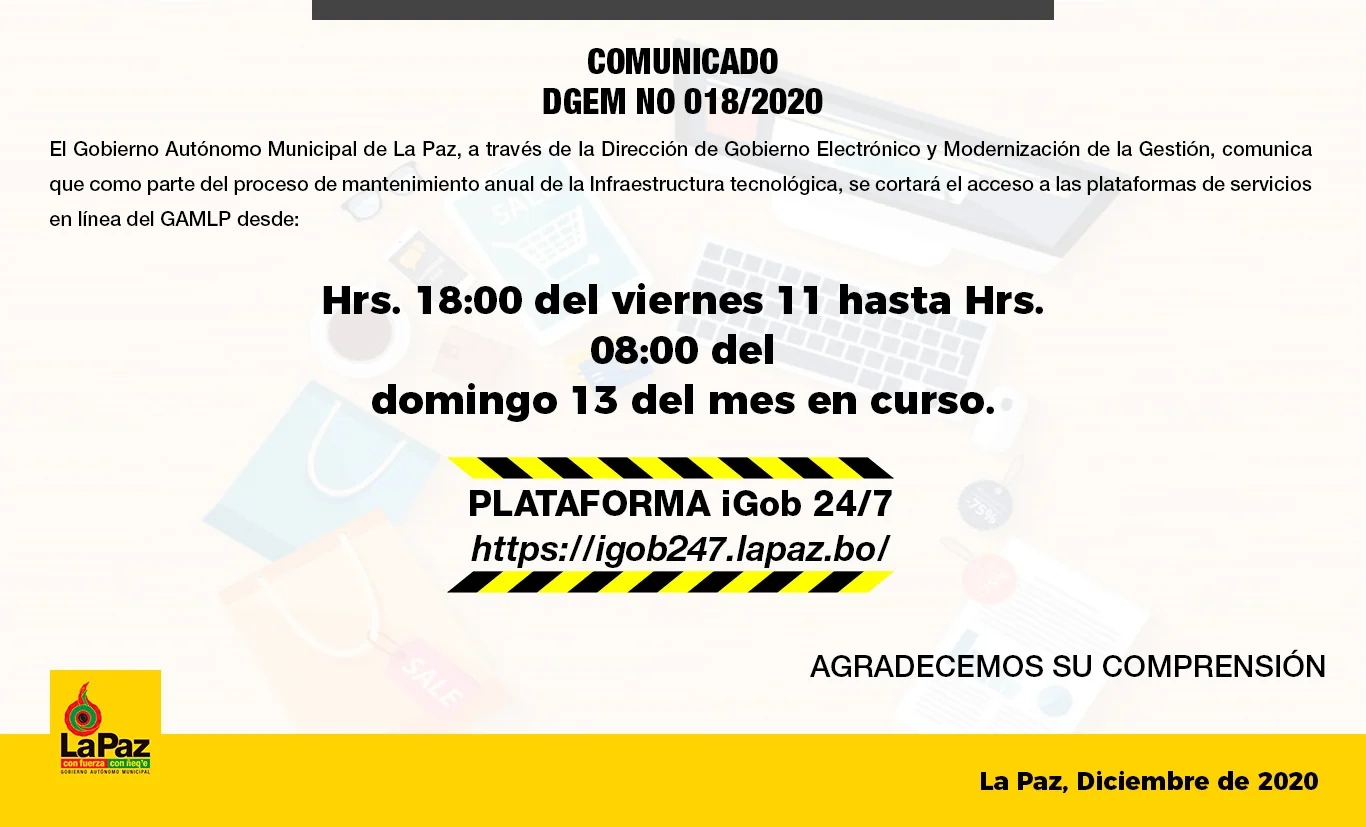 COMUNICADO
DGEM NO 018/2020
El Gobierno Autónomo Municipal de La Paz, a través de la Dirección de Gobierno Electrónico y Modernización de la Gestión, comunica
que como parte del proceso de mantenimiento anual de la Infraestructura tecnológica, se cortará el acceso a las plataformas de servicios
en línea del GAMLP desde:
SALE
Hrs. 18:00 del viernes 11 hasta Hrs.
08:00 del
domingo 13 del mes en curso.
PLATAFORMA iGob 24/7
https://igob247.lapaz.bo/
-75%
SALE
AGRADECEMOS SU COMPRENSIÓN
LaPaz
con fuerza con ñeq'e
GOBIERNO AUTÓNOMO MUNICIPAL
La Paz, Diciembre de 2020